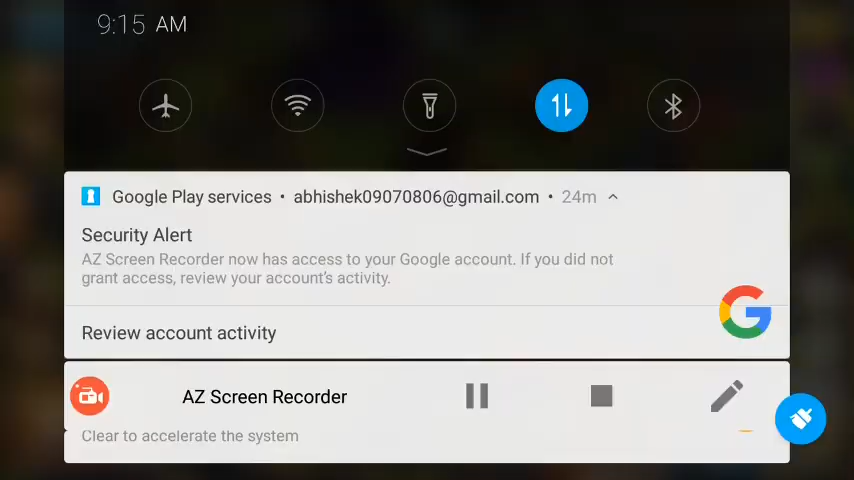 9:15 AM
Google Play services • abhishek09070806@gmail.com • 24m
Security Alert
AZ Screen Recorder now has access to your Google account. If you did not
grant access, review your account's activity.
Review account activity
AZ Screen Recorder
Clear to accelerate the system